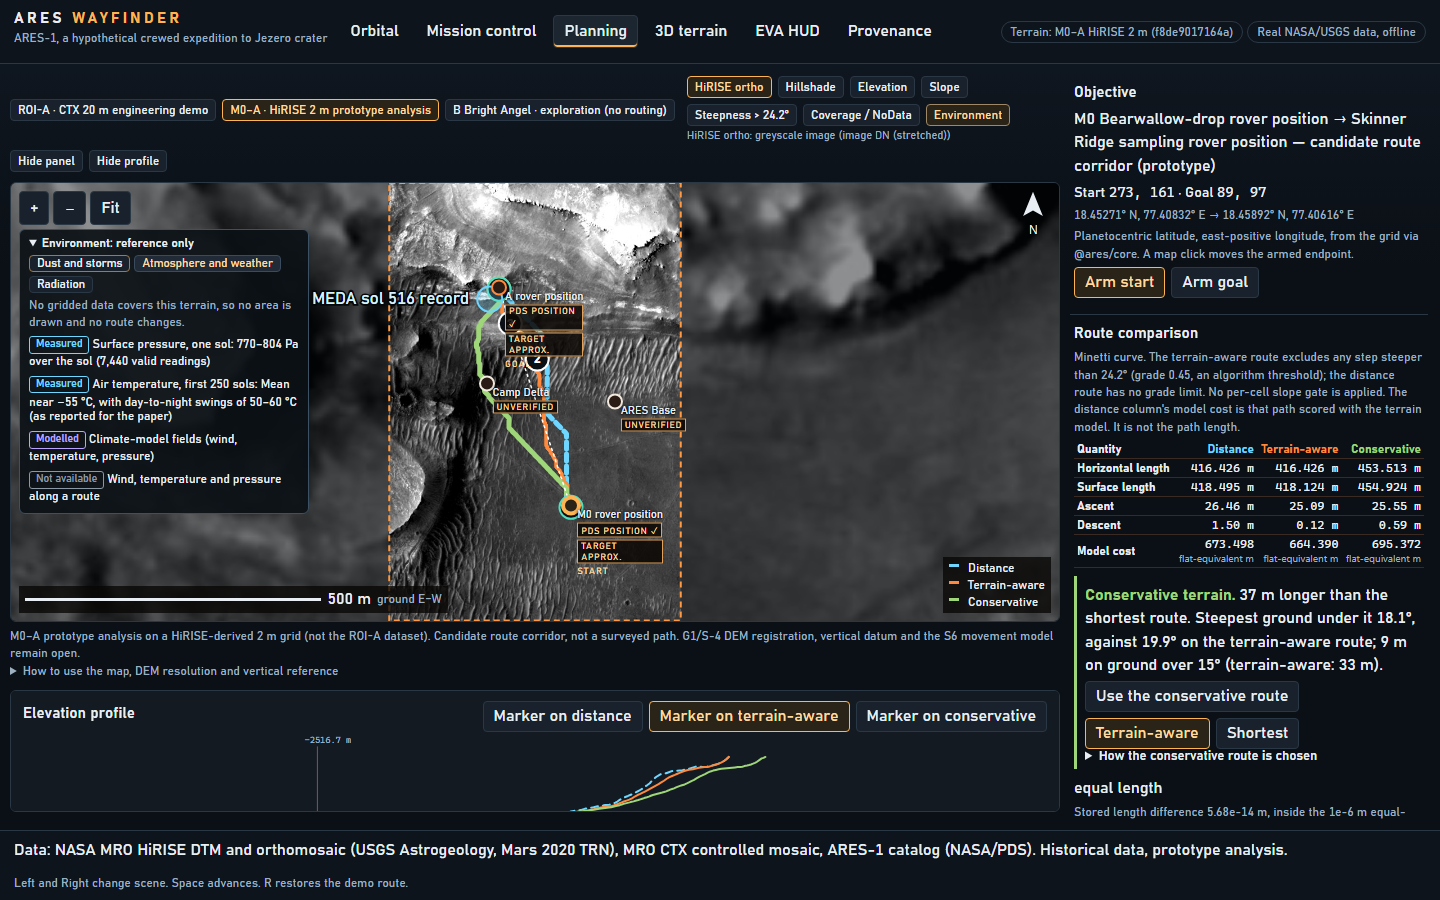 ARES WAYFINDER
ARES-1, a hypothetical crewed expedition to Jezero crater
Orbital
Mission control
Planning
3D terrain
EVA HUD
Provenance
Terrain: M0-A HiRISE 2 m (f8de9017164a)
Real NASA/USGS data, offline
ROI-A · CTX 20 m engineering demo
M0-A · HiRISE 2 m prototype analysis
B Bright Angel · exploration (no routing)
HiRISE ortho
Hillshade
Elevation
Slope
Steepness > 24.2°
Coverage / NoData
Environment
HiRISE ortho: greyscale image (image DN (stretched))
Hide panel
Hide profile
+
−
Fit
▼ Environment: reference only
Dust and storms
Atmosphere and weather
Radiation
No gridded data covers this terrain, so no area is
drawn and no route changes.
Measured Surface pressure, one sol: 770–804 Pa
over the sol (7,440 valid readings)
Measured Air temperature, first 250 sols: Mean
near −55 °C, with day-to-night swings of 50–60 °C
(as reported for the paper)
Modelled Climate-model fields (wind,
temperature, pressure)
Not available Wind, temperature and pressure
along a route
MEDA sol 516 record
A rover position
PDS POSITION
✓
TARGET
APPROX.
GOAL
2
Camp Delta
UNVERIFIED
ARES Base
UNVERIFIED
M0 rover position
PDS POSITION ✓
TARGET
APPROX.
START
N
500 m ground E–W
Distance
Terrain-aware
Conservative
M0-A prototype analysis on a HiRISE-derived 2 m grid (not the ROI-A dataset). Candidate route corridor, not a surveyed path. G1/S-4 DEM registration, vertical datum and the S6 movement model
remain open.
▶ How to use the map, DEM resolution and vertical reference
Elevation profile
Marker on distance
Marker on terrain-aware
Marker on conservative
−2516.7 m
Objective
M0 Bearwallow-drop rover position → Skinner
Ridge sampling rover position — candidate route
corridor (prototype)
Start 273, 161 · Goal 89, 97
18.45271° N, 77.40832° E → 18.45892° N, 77.40616° E
Planetocentric latitude, east-positive longitude, from the grid via
@ares/core. A map click moves the armed endpoint.
Arm start
Arm goal
Route comparison
Minetti curve. The terrain-aware route excludes any step steeper
than 24.2° (grade 0.45, an algorithm threshold); the distance
route has no grade limit. No per-cell slope gate is applied. The
distance column's model cost is that path scored with the terrain
model. It is not the path length.
Quantity Distance Terrain-aware Conservative
Horizontal length 416.426 m 416.426 m 453.513 m
Surface length 418.495 m 418.124 m 454.924 m
Ascent 26.46 m 25.09 m 25.55 m
Descent 1.50 m 0.12 m 0.59 m
Model cost 673.498 664.390 695.372
flat-equivalent m flat-equivalent m flat-equivalent m
Conservative terrain. 37 m longer than the
shortest route. Steepest ground under it 18.1°,
against 19.9° on the terrain-aware route; 9 m
on ground over 15° (terrain-aware: 33 m).
Use the conservative route
Terrain-aware
Shortest
▶ How the conservative route is chosen
equal length
Stored length difference 5.68e-14 m, inside the 1e-6 m equal-
Data: NASA MRO HiRISE DTM and orthomosaic (USGS Astrogeology, Mars 2020 TRN), MRO CTX controlled mosaic, ARES-1 catalog (NASA/PDS). Historical data, prototype analysis.
Left and Right change scene. Space advances. R restores the demo route.